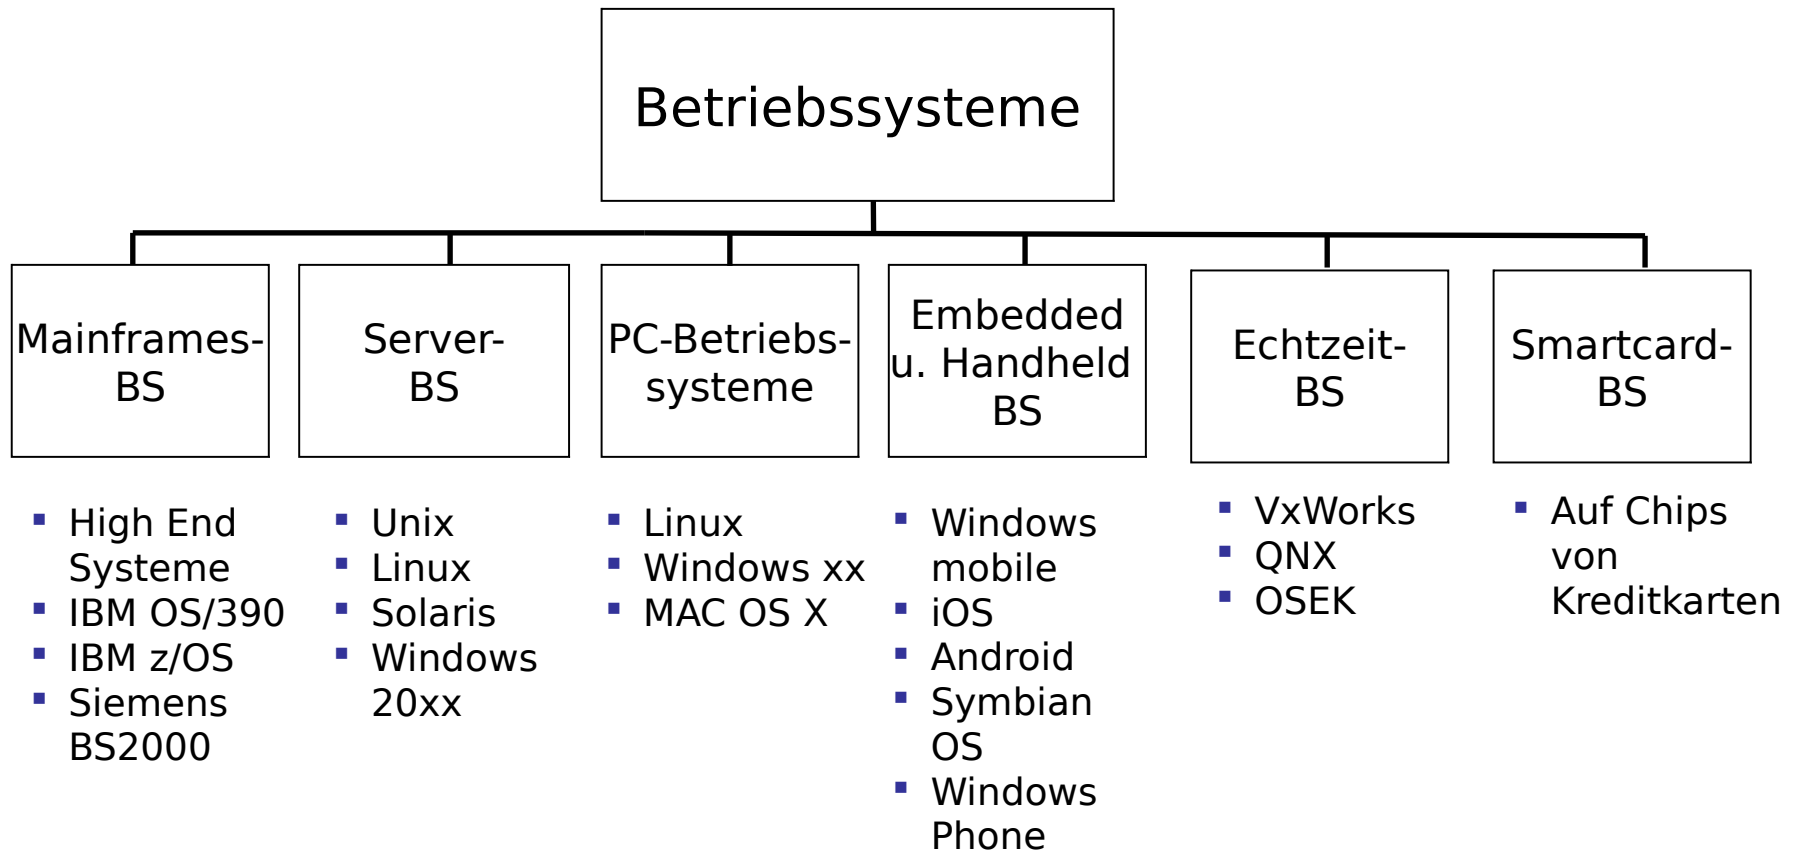 Betriebssysteme
Mainframes-
BS
Server-
BS
PC-Betriebs-
systeme
Embedded
u. Handheld
BS
Echtzeit-
BS
Smartcard-
BS
High End
Systeme
IBM OS/390
IBM z/OS
Siemens
BS2000
Unix
Linux
Solaris
Windows
20xx
Linux
Windows xx
MAC OS X
Windows
mobile
iOS
Android
Symbian
OS
Windows
Phone
VxWorks
QNX
OSEK
Auf Chips
von
Kreditkarten